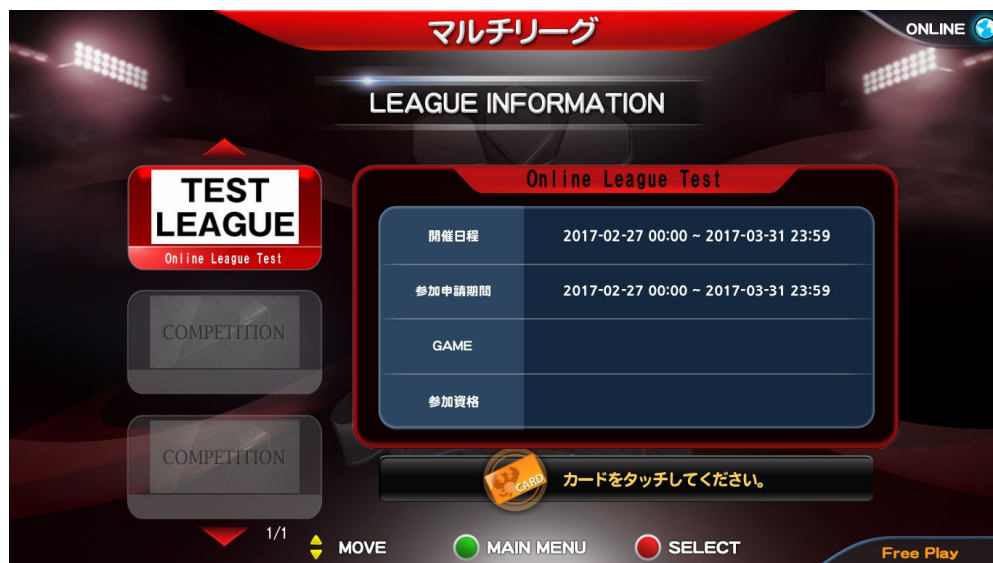 マルチリーグ
ONLINE
LEAGUE INFORMATION
TEST
LEAGUE
Online League Test
COMPETITION
COMPETITION
1/1
Online League Test
開催日程 2017-02-27 00:00 ~ 2017-03-31 23:59
参加申請期間 2017-02-27 00:00 ~ 2017-03-31 23:59
GAME
参加資格
CARD
カードをタッチしてください。
MOVE MAIN MENU SELECT
Free Play